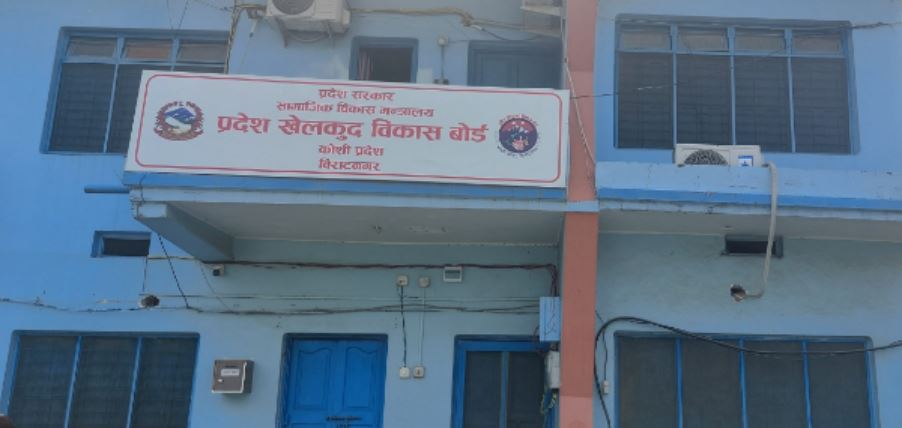 प्रदेश सरकार
सामाजिक विकास मन्त्रालय
प्रदेश खेलकुद विकास बोर्ड
कोशी प्रदेश
विराटनगर